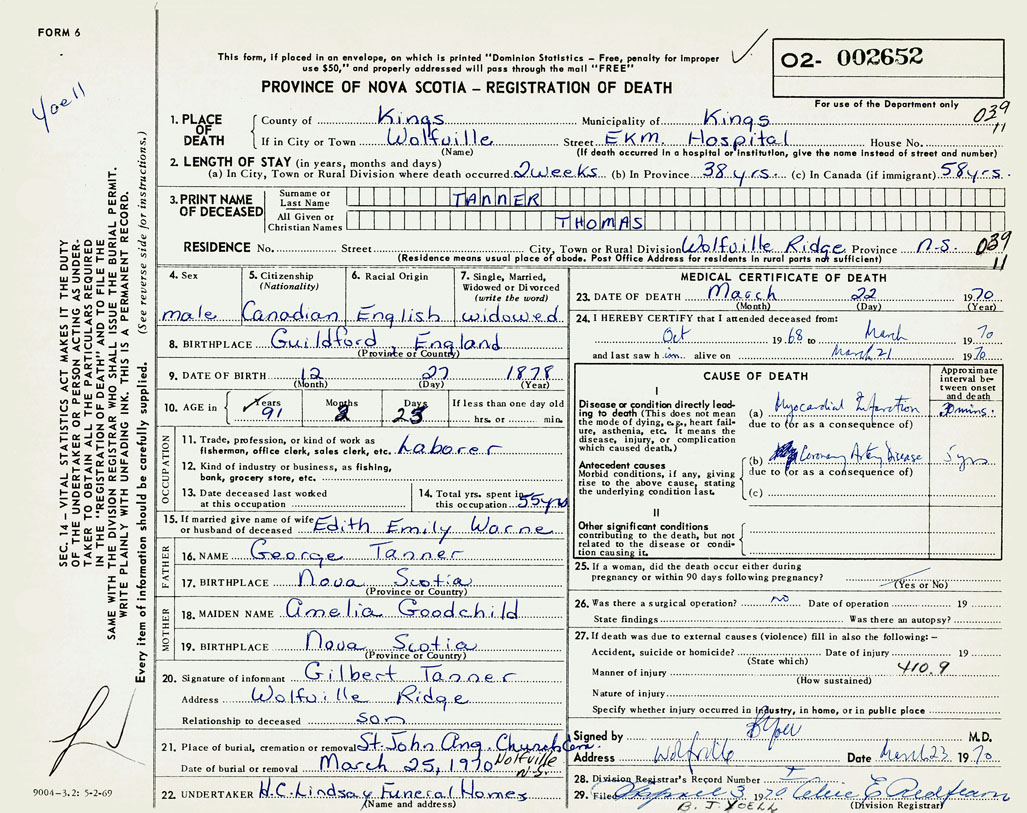 FORM 6
Yoell
This form, if placed in an envelope, on which is printed "Dominion Statistics – Free, penalty for improper
use $50," and properly addressed will pass through the mail "FREE"
O2- 002652
PROVINCE OF NOVA SCOTIA – REGISTRATION OF DEATH
For use of the Department only
039
11
1. PLACE OF DEATH
County of Kings Municipality of Kings
If in City or Town Wolfville Street EKM. Hospital House No.
(Name) (If death occurred in a hospital or institution, give the name instead of street and number)
2. LENGTH OF STAY (in years, months and days)
(a) In City, Town or Rural Division where death occurred 2 weeks (b) In Province 38 yrs. (c) In Canada (if immigrant) 58 yrs.
3. PRINT NAME OF DECEASED
Surname or Last Name TANNER
All Given or Christian Names THOMAS
RESIDENCE No. Street City, Town or Rural Division Wolfville Ridge Province N.S. 039
(Residence means usual place of abode. Post Office Address for residents in rural parts not sufficient) 11
4. Sex
male
5. Citizenship
(Nationality)
Canadian
6. Racial Origin
English
7. Single, Married,
Widowed or Divorced
(write the word)
widowed
8. BIRTHPLACE Guildford, England
(Province or Country)
9. DATE OF BIRTH 12 27 1878
(Month) (Day) (Year)
10. AGE in Years 91 Months 2 Days 23 If less than one day old
hrs. or min.
OCCUPATION
11. Trade, profession, or kind of work as
fisherman, office clerk, sales clerk, etc. Laborer
12. Kind of industry or business, as fishing,
bank, grocery store, etc.
13. Date deceased last worked
at this occupation
14. Total yrs. spent in
this occupation 55 yrs
15. If married give name of wife
or husband of deceased Edith Emily Warne
FATHER
16. NAME George Tanner
17. BIRTHPLACE Nova Scotia
(Province or Country)
MOTHER
18. MAIDEN NAME Amelia Goodchild
19. BIRTHPLACE Nova Scotia
(Province or Country)
20. Signature of informant Gilbert Tanner
Address Wolfville Ridge
Relationship to deceased son
21. Place of burial, cremation or removal St. John Ang. Church Cem.
Date of burial or removal March 25, 1970 Wolfville
N.S.
22. UNDERTAKER H.C. Lindsay Funeral Homes
(Name and address)
MEDICAL CERTIFICATE OF DEATH
23. DATE OF DEATH March 22 1970
(Month) (Day) (Year)
24. I HEREBY CERTIFY that I attended deceased from:
Oct 1968 to March 1970
and last saw h im alive on March 21 1970
CAUSE OF DEATH
Approximate
interval be-
tween onset
and death
I
Disease or condition directly lead-
ing to death (This does not mean
the mode of dying, e.g., heart fail-
ure, asthenia, etc. It means the
disease, injury, or complication
which caused death.)
(a) Myocardial Infarction 30 mins.
due to (or as a consequence of)
Antecedent causes
Morbid conditions, if any, giving
rise to the above cause, stating
the underlying condition last.
(b) Coronary Artery Disease 5 yrs
due to (or as a consequence of)
(c)
II
Other significant conditions
contributing to the death, but not
related to the disease or condi-
tion causing it.
25. If a woman, did the death occur either during
pregnancy or within 90 days following pregnancy?
(Yes or No)
26. Was there a surgical operation? no Date of operation 19
State findings Was there an autopsy?
27. If death was due to external causes (violence) fill in also the following: –
Accident, suicide or homicide? Date of injury 19
(State which)
Manner of injury 410.9
(How sustained)
Nature of injury
Specify whether injury occurred in Industry, in home, or in public place
Signed by BJYoell M.D.
Address Wolfville Date March 23 1970
28. Division Registrar's Record Number
29. Filed April 3 1970
B. J. YOELL (Division Registrar)
SEC. 14 – VITAL STATISTICS ACT MAKES IT THE DUTY
OF THE UNDERTAKER OR PERSON ACTING AS UNDER-
TAKER TO OBTAIN ALL THE PARTICULARS REQUIRED
IN THE "REGISTRATION OF DEATH" AND TO FILE THE
SAME WITH THE DIVISION REGISTRAR WHO SHALL ISSUE THE BURIAL PERMIT.
WRITE PLAINLY WITH UNFADING INK. THIS IS A PERMANENT RECORD.
Every item of information should be carefully supplied. (See reverse side for instructions.)
9004-3.2: 5-2-69